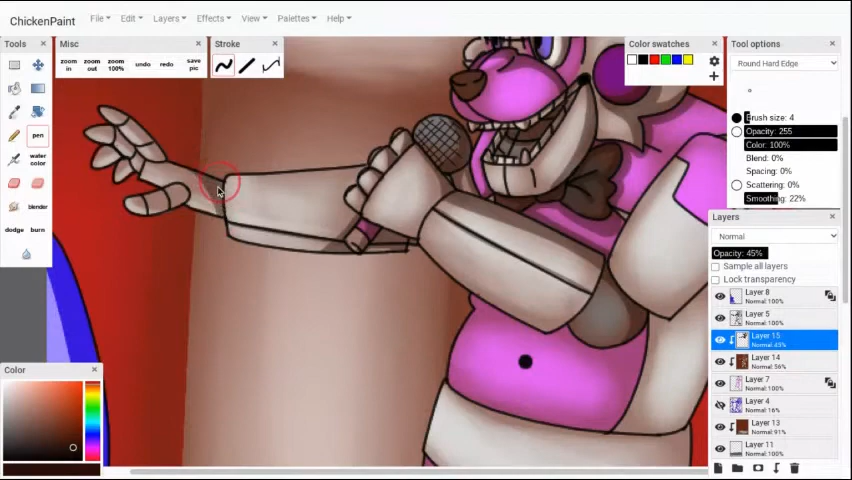 ChickenPaint
File Edit Layers Effects View Palettes Help
Tools
Misc
Stroke
Color swatches
Tool options
zoom in
zoom out
zoom 100%
undo
redo
save pic
Round Hard Edge
Brush size: 4
Opacity: 255
Color: 100%
Blend: 0%
Spacing: 0%
Scattering: 0%
Smoothing: 22%
pen
water color
blender
dodge
burn
Layers
Normal
Opacity: 45%
Sample all layers
Lock transparency
Layer 8
Normal:100%
Layer 5
Normal:100%
Layer 15
Normal:45%
Layer 14
Normal:56%
Layer 7
Normal:100%
Layer 4
Normal:16%
Layer 13
Normal:91%
Layer 11
Normal:100%
Color